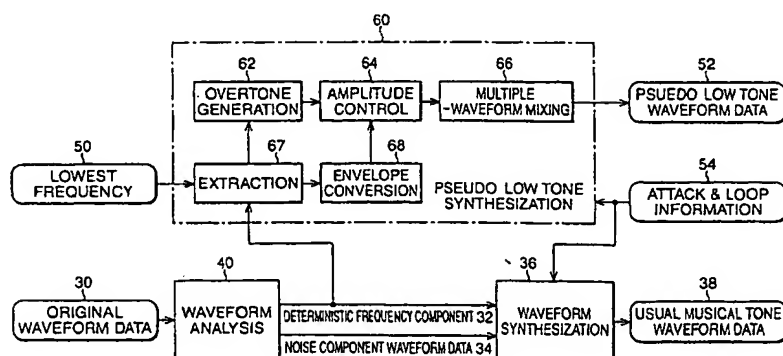 60
62
64
66
52
OVERTONE
GENERATION
AMPLITUDE
CONTROL
MULTIPLE
-WAVEFORM MIXING
PSUEDO LOW TONE
WAVEFORM DATA
50
67
68
54
LOWEST
FREQUENCY
EXTRACTION
ENVELOPE
CONVERSION
PSEUDO LOW TONE
SYNTHESIZATION
ATTACK & LOOP
INFORMATION
30
40
36
38
ORIGINAL
WAVEFORM DATA
WAVEFORM
ANALYSIS
DETERMINISTIC FREQUENCY COMPONENT 32
NOISE COMPONENT WAVEFORM DATA 34
WAVEFORM
SYNTHESIZATION
USUAL MUSICAL TONE
WAVEFORM DATA